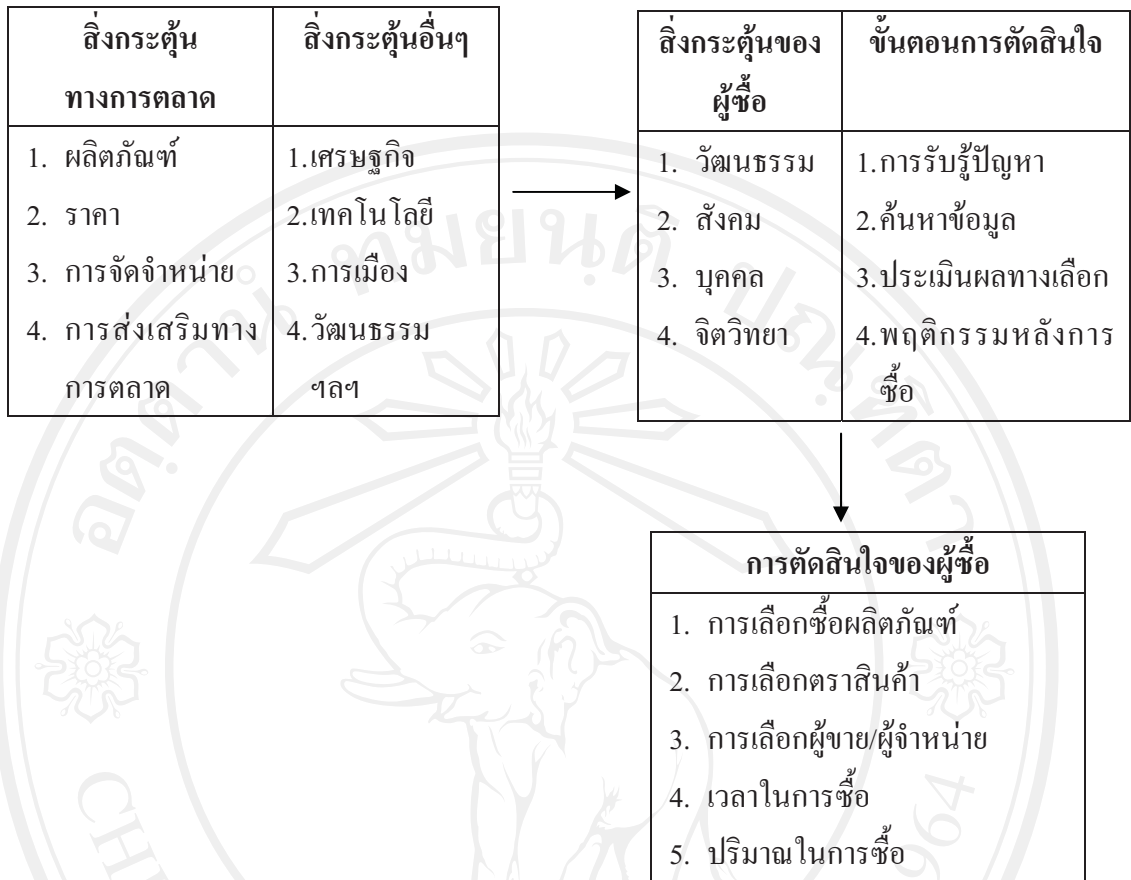 สิ่งกระตุ้น
ทางการตลาด
สิ่งกระตุ้นอื่นๆ
1. ผลิตภัณฑ์
2. ราคา
3. การจัดจำหน่าย
4. การส่งเสริมทาง
การตลาด
1.เศรษฐกิจ
2.เทคโนโลยี
3.การเมือง
4.วัฒนธรรม
ฯลฯ
สิ่งกระตุ้นของ
ผู้ซื้อ
ขั้นตอนการตัดสินใจ
1. วัฒนธรรม
2. สังคม
3. บุคคล
4. จิตวิทยา
1.การรับรู้ปัญหา
2.ค้นหาข้อมูล
3.ประเมินผลทางเลือก
4.พฤติกรรมหลังการ
ซื้อ
การตัดสินใจของผู้ซื้อ
1. การเลือกซื้อผลิตภัณฑ์
2. การเลือกตราสินค้า
3. การเลือกผู้ขาย/ผู้จำหน่าย
4. เวลาในการซื้อ
5. ปริมาณในการซื้อ
CHI
964